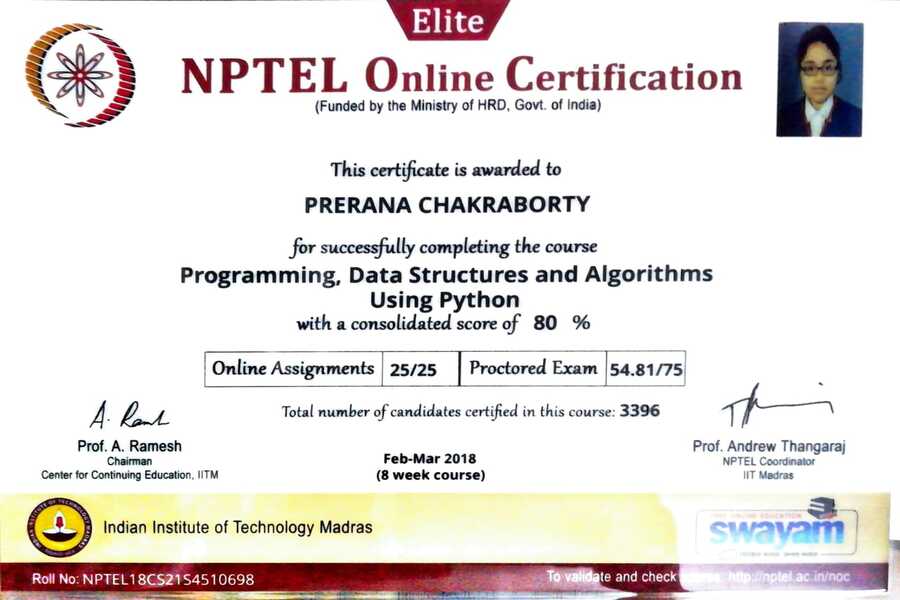 Elite
NPTEL Online Certification
(Funded by the Ministry of HRD, Govt. of India)
This certificate is awarded to
PRERANA CHAKRABORTY
for successfully completing the course
Programming, Data Structures and Algorithms
Using Python
with a consolidated score of 80 %
Online Assignments 25/25 Proctored Exam 54.81/75
Total number of candidates certified in this course: 3396
Prof. A. Ramesh
Chairman
Center for Continuing Education, IITM
Feb-Mar 2018
(8 week course)
Prof. Andrew Thangaraj
NPTEL Coordinator
IIT Madras
Indian Institute of Technology Madras
swayam
Roll No: NPTEL18CS21S4510698
To validate and check http://nptel.ac.in/noc